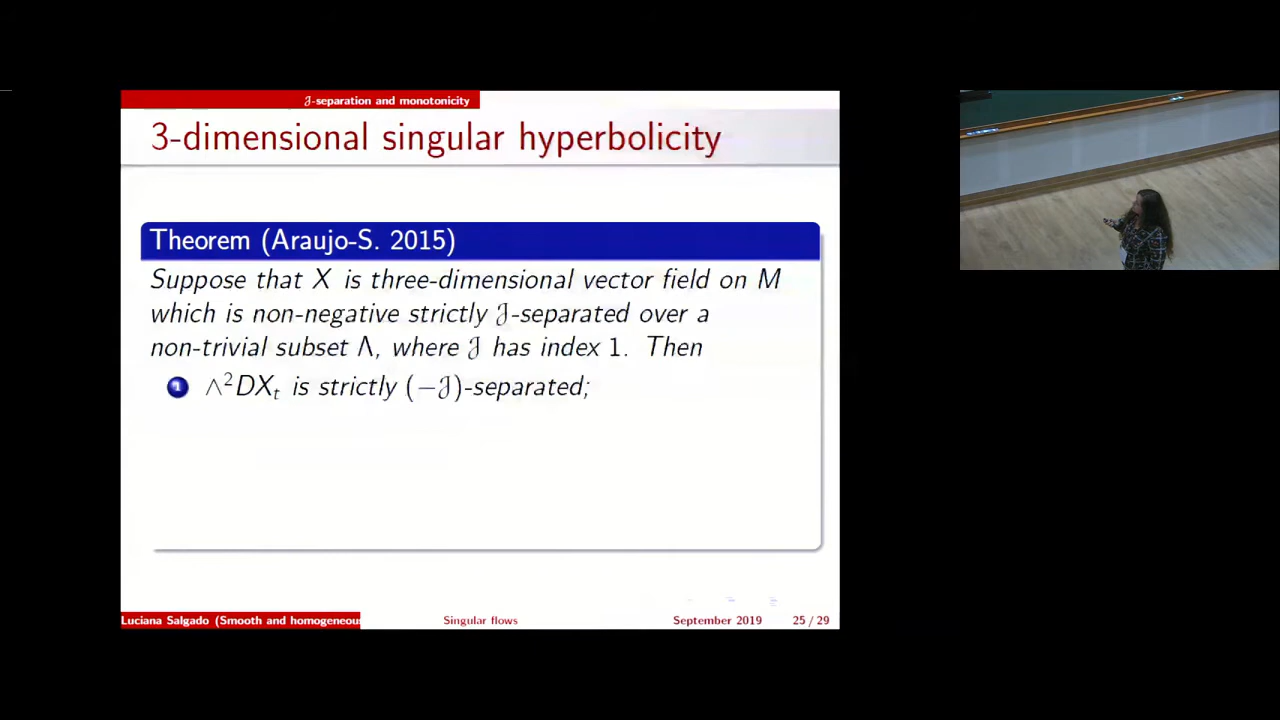 𝒥-separation and monotonicity
3-dimensional singular hyperbolicity
Theorem (Araujo-S. 2015)
Suppose that X is three-dimensional vector field on M
which is non-negative strictly 𝒥-separated over a
non-trivial subset Λ, where 𝒥 has index 1. Then
1 ∧²DXₜ is strictly (−𝒥)-separated;
Luciana Salgado (Smooth and homogeneous
Singular flows
September 2019
25 / 29